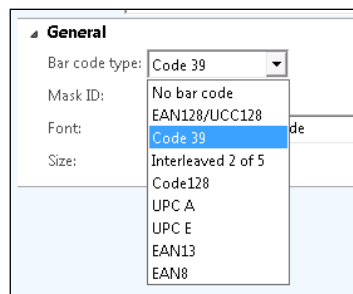 General
Bar code type: Code 39
Mask ID: No bar code
EAN128/UCC128
Font: Code 39 de
Size: Interleaved 2 of 5
Code128
UPC A
UPC E
EAN13
EAN8